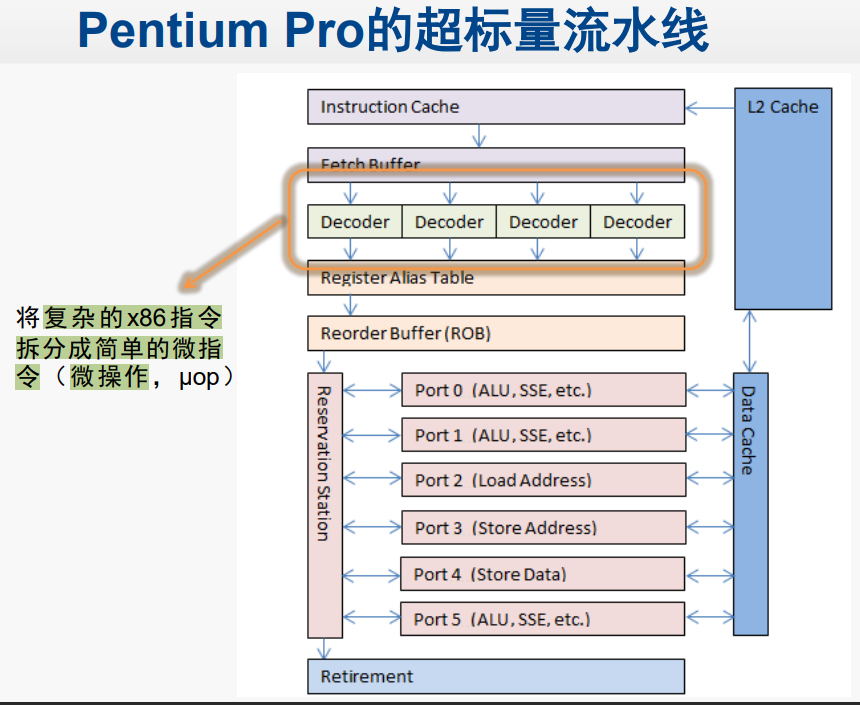 Pentium Pro的超标量流水线
Instruction Cache
L2 Cache
Fetch Buffer
Decoder Decoder Decoder Decoder
Register Alias Table
将复杂的x86指令
拆分成简单的微指
令（微操作，μop）
Reorder Buffer (ROB)
Reservation Station
Port 0 (ALU, SSE, etc.)
Port 1 (ALU, SSE, etc.)
Port 2 (Load Address)
Port 3 (Store Address)
Port 4 (Store Data)
Port 5 (ALU, SSE, etc.)
Data Cache
Retirement